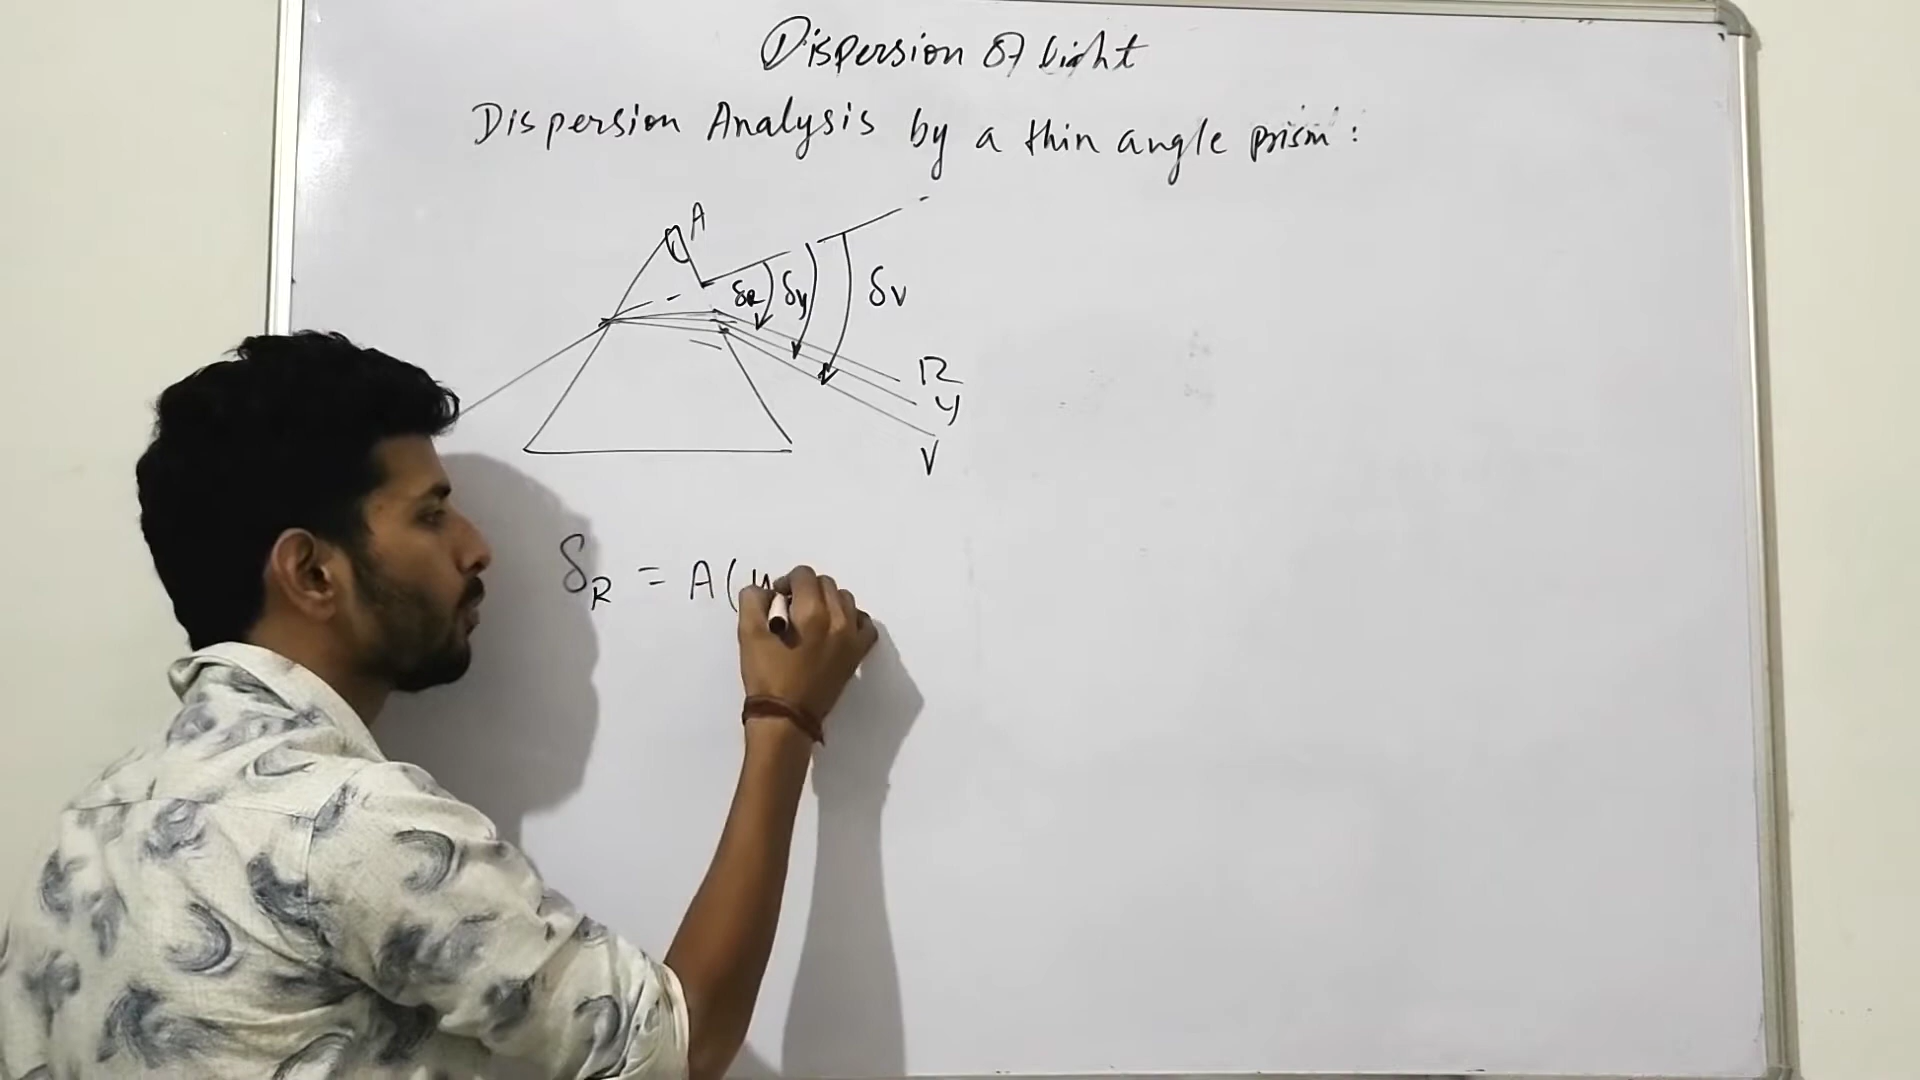 Dispersion of light
Dispersion Analysis by a thin angle prism:
A
δR δy δv
R
y
V
δR = A(